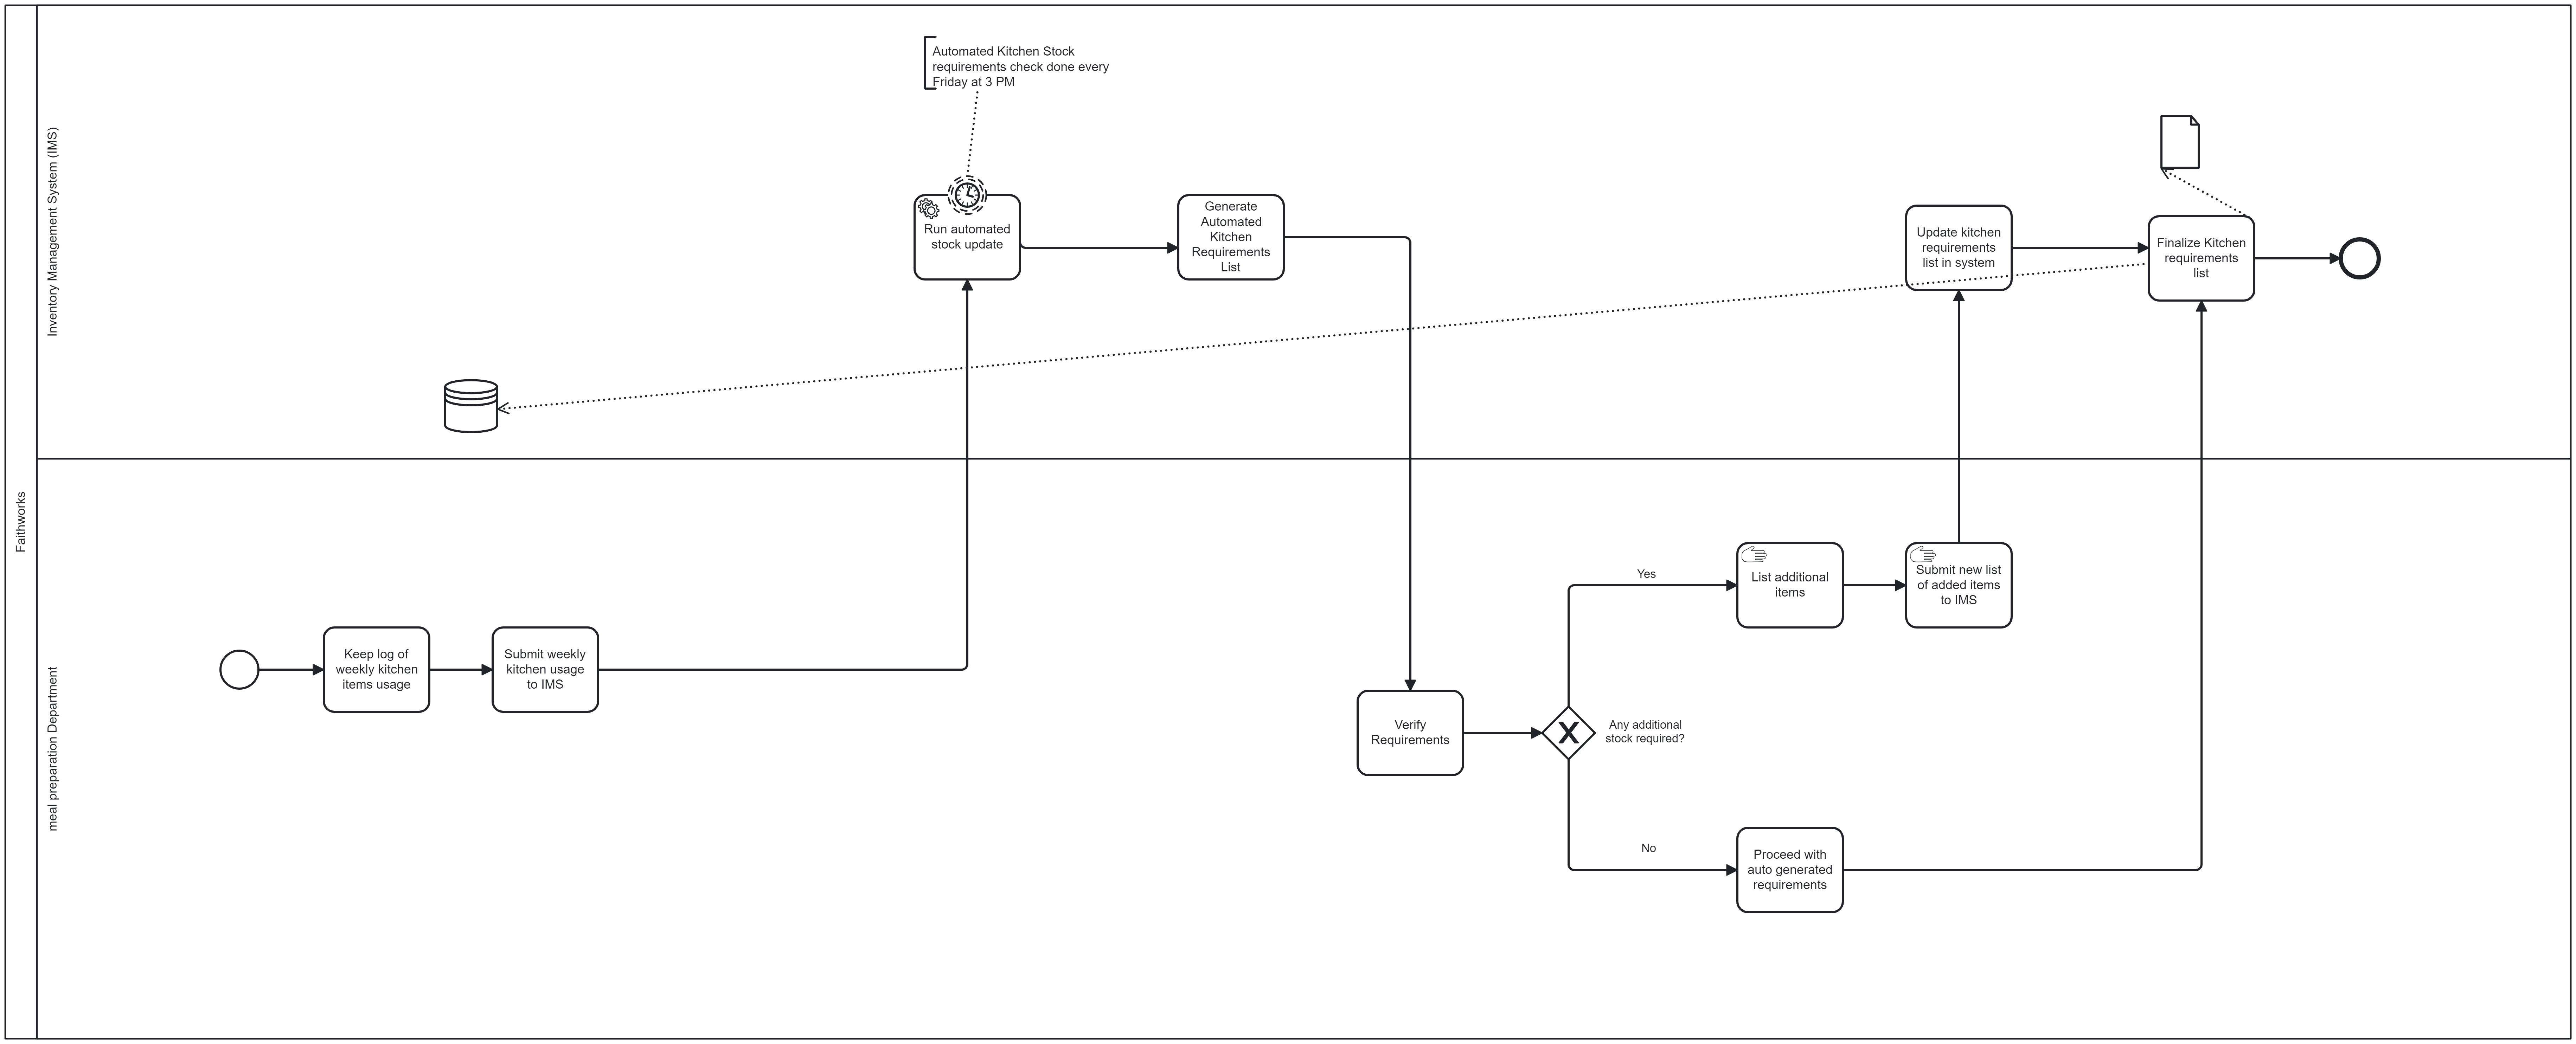 Faithworks
Inventory Management System (IMS)
Automated Kitchen Stock
requirements check done every
Friday at 3 PM
Run automated
stock update
Generate
Automated
Kitchen
Requirements
List
Update kitchen
requirements
list in system
Finalize Kitchen
requirements
list
meal preparation Department
Keep log of
weekly kitchen
items usage
Submit weekly
kitchen usage
to IMS
Verify
Requirements
Any additional
stock required?
Yes
List additional
items
Submit new list
of added items
to IMS
No
Proceed with
auto generated
requirements